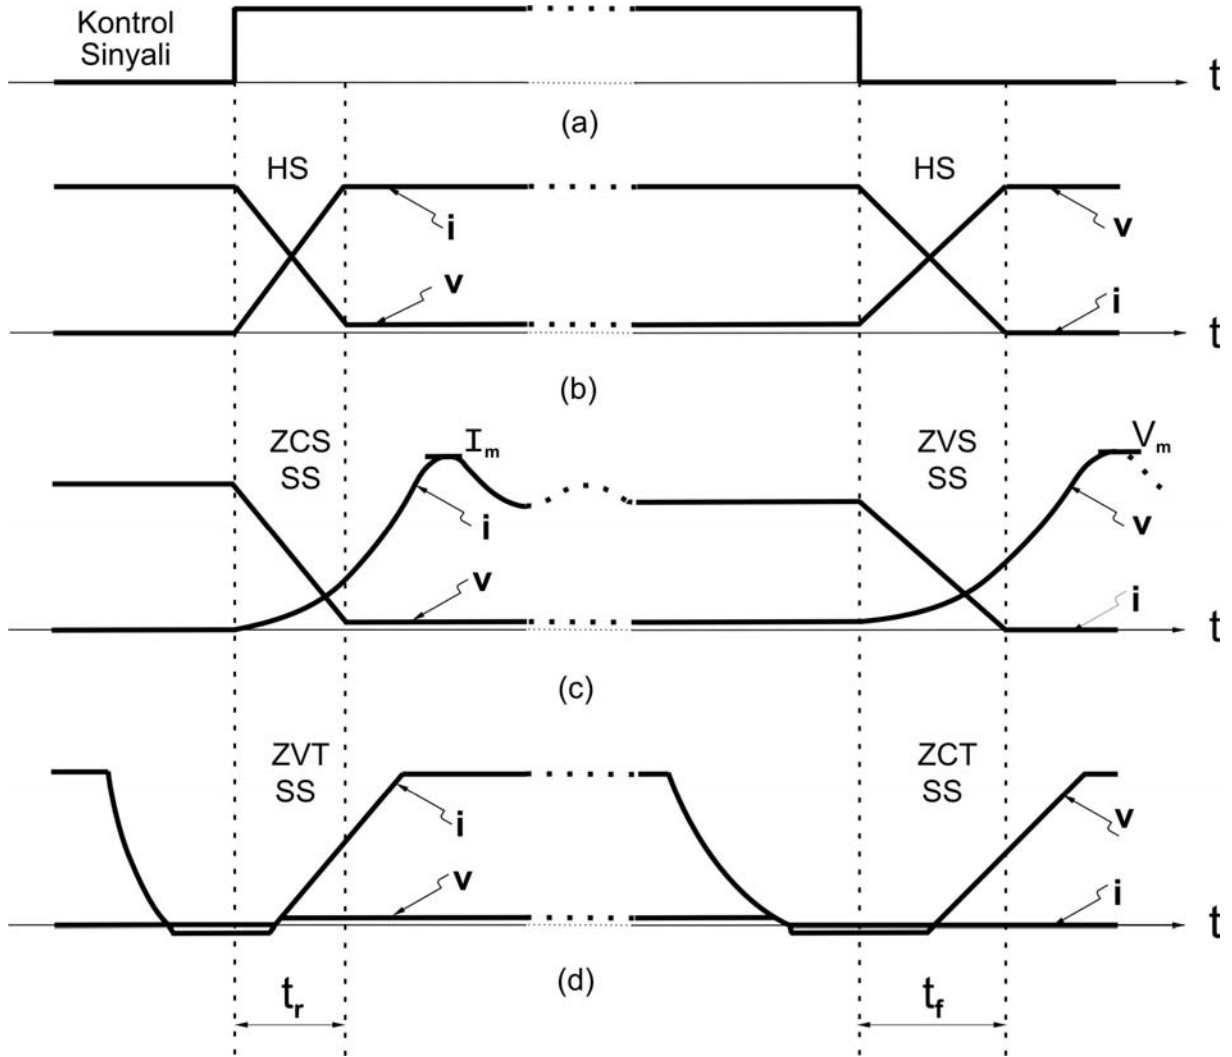 Kontrol
Sinyali
t
(a)
HS
HS
i
v
v
i
t
(b)
ZCS
SS
Im
ZVS
SS
Vm
i
v
v
i
t
(c)
ZVT
SS
ZCT
SS
i
v
v
i
t
(d)
tr
tf